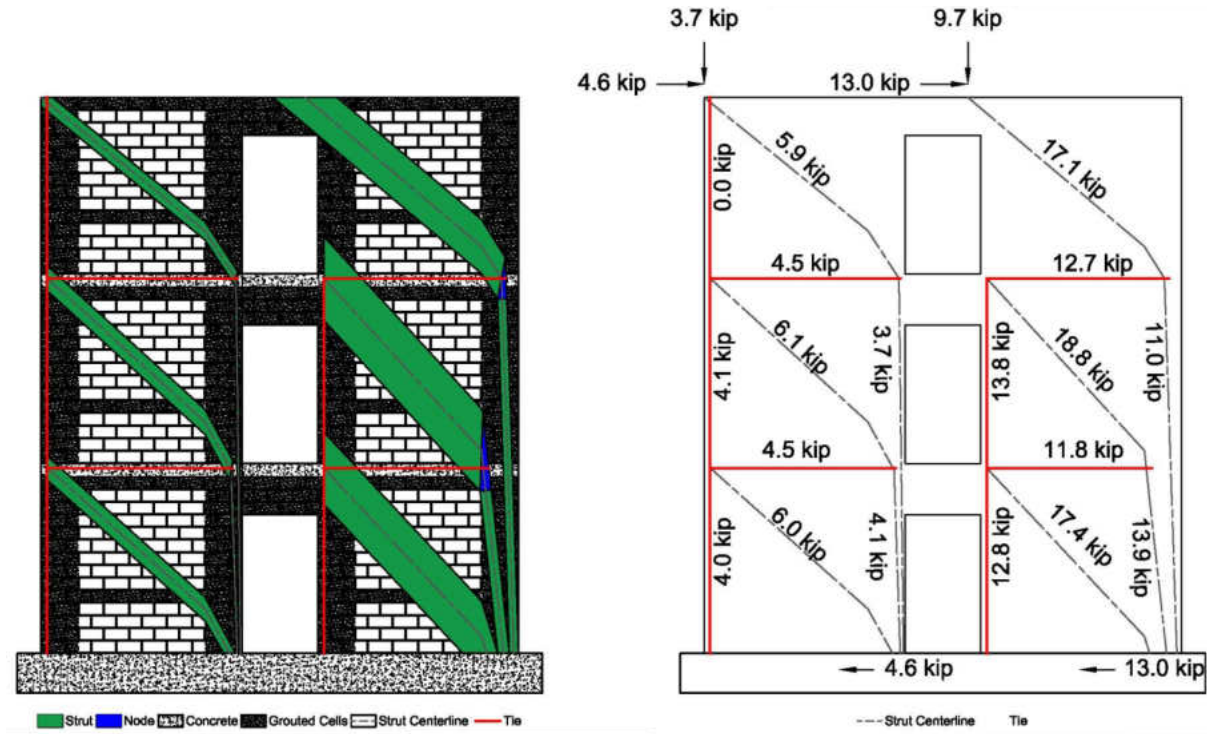 3.7 kip
9.7 kip
4.6 kip
13.0 kip
5.9 kip
17.1 kip
0.0 kip
4.5 kip
12.7 kip
4.1 kip
6.1 kip
3.7 kip
13.8 kip
18.8 kip
11.0 kip
4.5 kip
11.8 kip
4.0 kip
6.0 kip
4.1 kip
12.8 kip
17.4 kip
13.9 kip
4.6 kip
13.0 kip
Strut Node Concrete Grouted Cells Strut Centerline Tie
Strut Centerline Tie